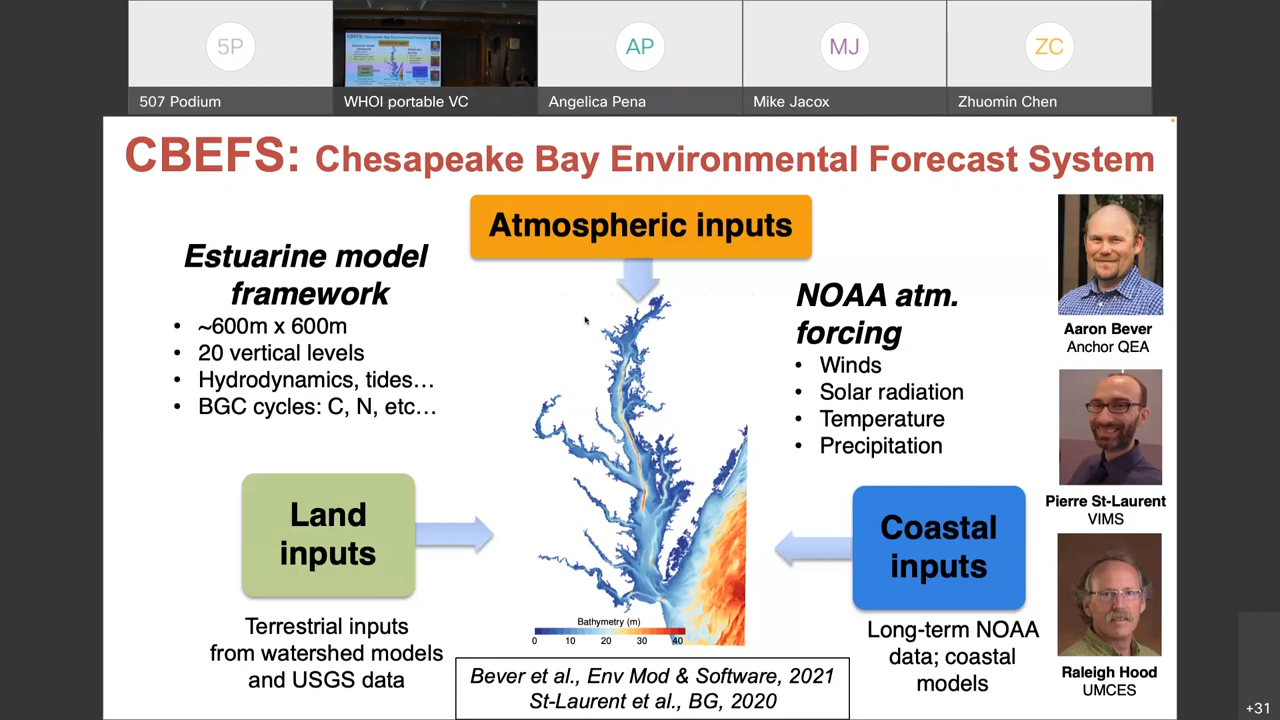 5P
AP
MJ
ZC
507 Podium
WHOI portable VC
Angelica Pena
Mike Jacox
Zhuomin Chen
CBEFS: Chesapeake Bay Environmental Forecast System
Atmospheric inputs
Estuarine model
framework
• ~600m x 600m
• 20 vertical levels
• Hydrodynamics, tides…
• BGC cycles: C, N, etc…
NOAA atm.
forcing
• Winds
• Solar radiation
• Temperature
• Precipitation
Aaron Bever
Anchor QEA
Pierre St-Laurent
VIMS
Raleigh Hood
UMCES
Land
inputs
Coastal
inputs
Terrestrial inputs
from watershed models
and USGS data
Bathymetry (m)
0 10 20 30 40
Long-term NOAA
data; coastal
models
Bever et al., Env Mod & Software, 2021
St-Laurent et al., BG, 2020
+31